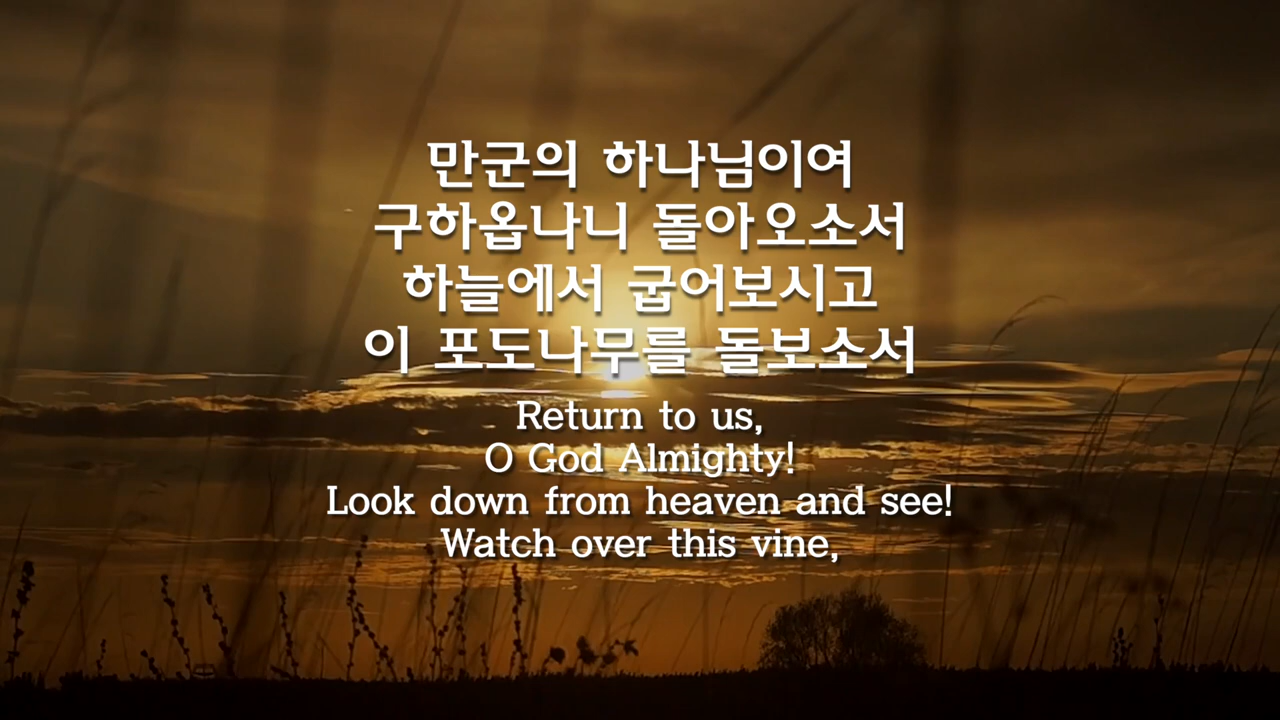 만군의 하나님이여
구하옵나니 돌아오소서
하늘에서 굽어보시고
이 포도나무를 돌보소서
Return to us,
O God Almighty!
Look down from heaven and see!
Watch over this vine,